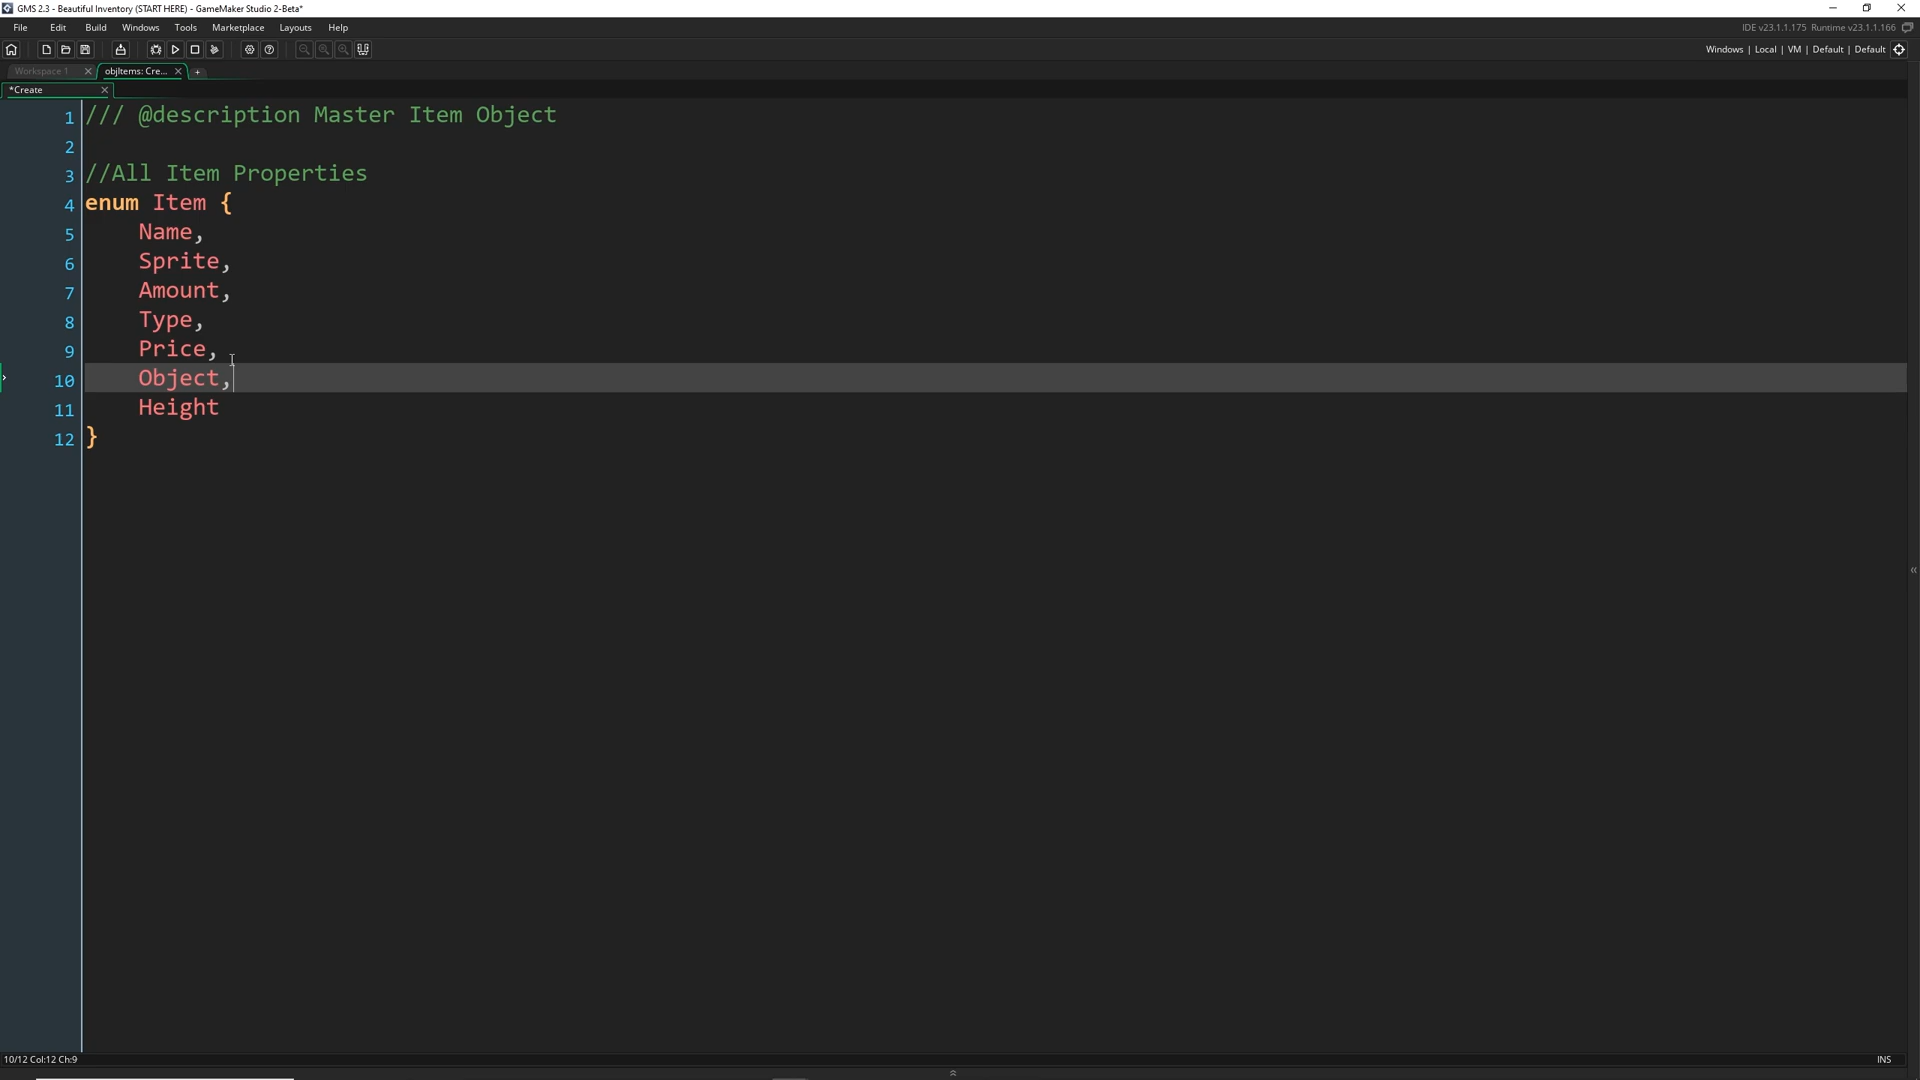 GMS 2.3 - Beautiful Inventory (START HERE) - GameMaker Studio 2-Beta*
File Edit Build Windows Tools Marketplace Layouts Help
IDE v23.1.1.175 Runtime v23.1.1.166
Windows | Local | VM | Default | Default
Workspace 1 objItems: Cre... +
*Create
1 /// @description Master Item Object
2
3 //All Item Properties
4 enum Item {
5 Name,
6 Sprite,
7 Amount,
8 Type,
9 Price,
10 Object,
11 Height
12 }
10/12 Col:12 Ch:9
INS